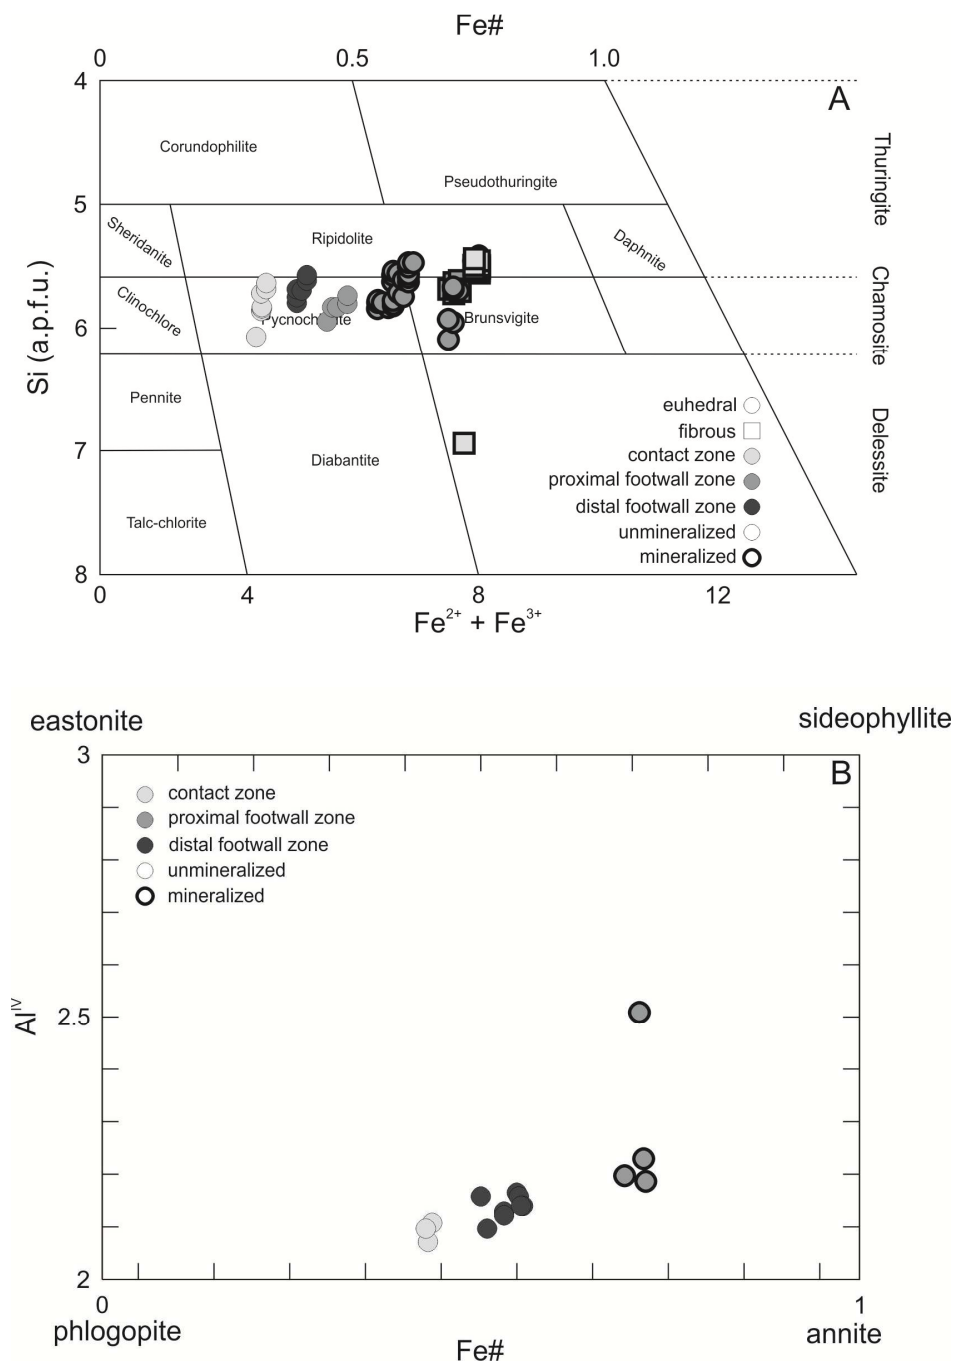 Fe#
0 0.5 1.0
4
A
Corundophilite
Thuringite
Pseudothuringite
5
Sheridanite
Ripidolite
Daphnite
Chamosite
Clinochlore
Si (a.p.f.u.)
6
Pycnochlorite
Brunsvigite
Pennite
euhedral
fibrous
contact zone
Delessite
7
Diabantite
proximal footwall zone
distal footwall zone
Talc-chlorite
unmineralized
mineralized
8
0 4 8 12
Fe²⁺ + Fe³⁺
eastonite sideophyllite
3
B
contact zone
proximal footwall zone
distal footwall zone
unmineralized
mineralized
Al^IV
2.5
2
0 1
phlogopite annite
Fe#